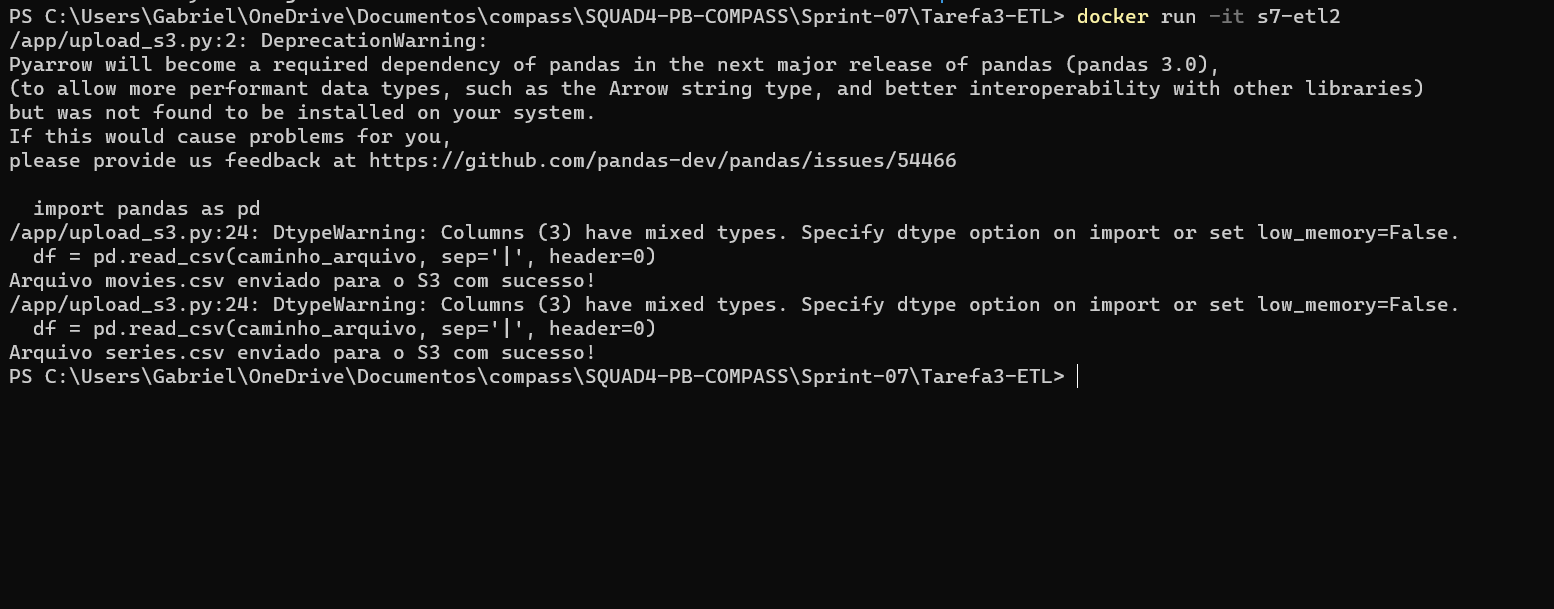 PS C:\Users\Gabriel\OneDrive\Documentos\compass\SQUAD4-PB-COMPASS\Sprint-07\Tarefa3-ETL> docker run -it s7-etl2
/app/upload_s3.py:2: DeprecationWarning:
Pyarrow will become a required dependency of pandas in the next major release of pandas (pandas 3.0),
(to allow more performant data types, such as the Arrow string type, and better interoperability with other libraries)
but was not found to be installed on your system.
If this would cause problems for you,
please provide us feedback at https://github.com/pandas-dev/pandas/issues/54466
  import pandas as pd
/app/upload_s3.py:24: DtypeWarning: Columns (3) have mixed types. Specify dtype option on import or set low_memory=False.
  df = pd.read_csv(caminho_arquivo, sep='|', header=0)
Arquivo movies.csv enviado para o S3 com sucesso!
/app/upload_s3.py:24: DtypeWarning: Columns (3) have mixed types. Specify dtype option on import or set low_memory=False.
  df = pd.read_csv(caminho_arquivo, sep='|', header=0)
Arquivo series.csv enviado para o S3 com sucesso!
PS C:\Users\Gabriel\OneDrive\Documentos\compass\SQUAD4-PB-COMPASS\Sprint-07\Tarefa3-ETL>